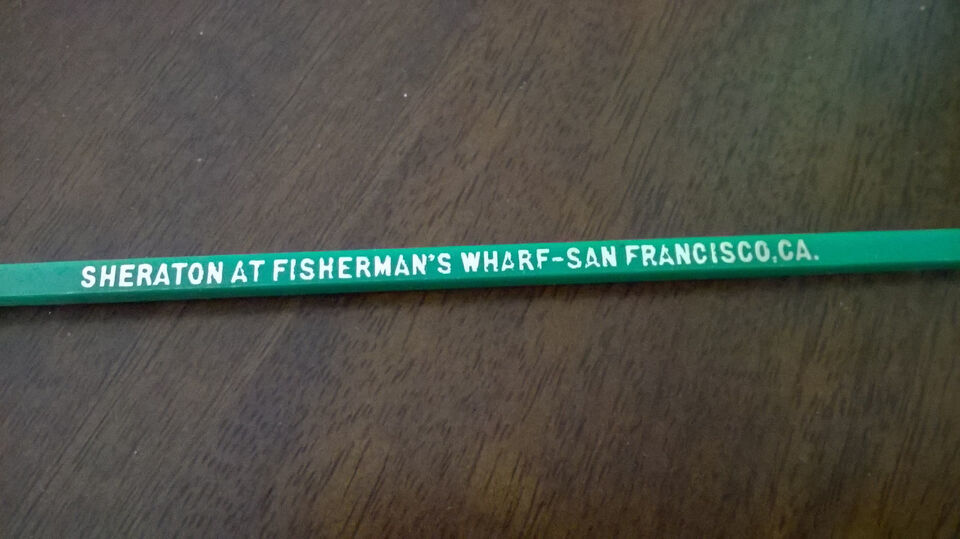 SHERATON AT FISHERMAN'S WHARF-SAN FRANCISCO, CA.